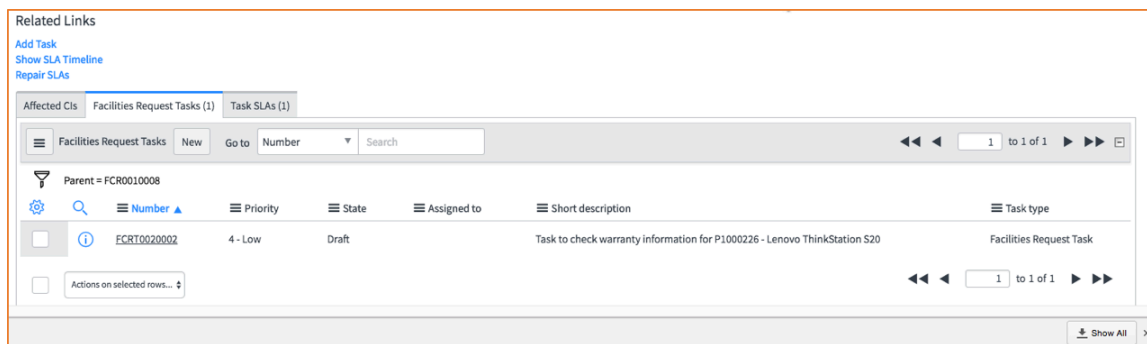 Related Links
Add Task
Show SLA Timeline
Repair SLAs
Affected CIs Facilities Request Tasks (1) Task SLAs (1)
Facilities Request Tasks New Go to Number Search 1 to 1 of 1
Parent = FCR0010008
Number Priority State Assigned to Short description Task type
FCRT0020002 4 - Low Draft Task to check warranty information for P1000226 - Lenovo ThinkStation S20 Facilities Request Task
Actions on selected rows... 1 to 1 of 1
Show All